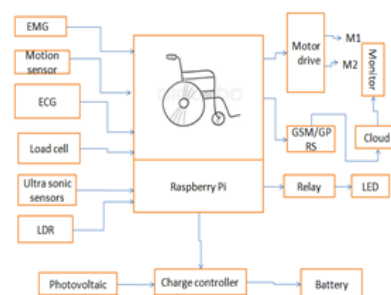 EMG
Motion
sensor
ECG
Load cell
Ultra sonic
sensors
LDR
Raspberry Pi
Motor
drive
M1
M2
Monitor
GSM/GP
RS
Cloud
Relay
LED
Photovoltaic
Charge controller
Battery